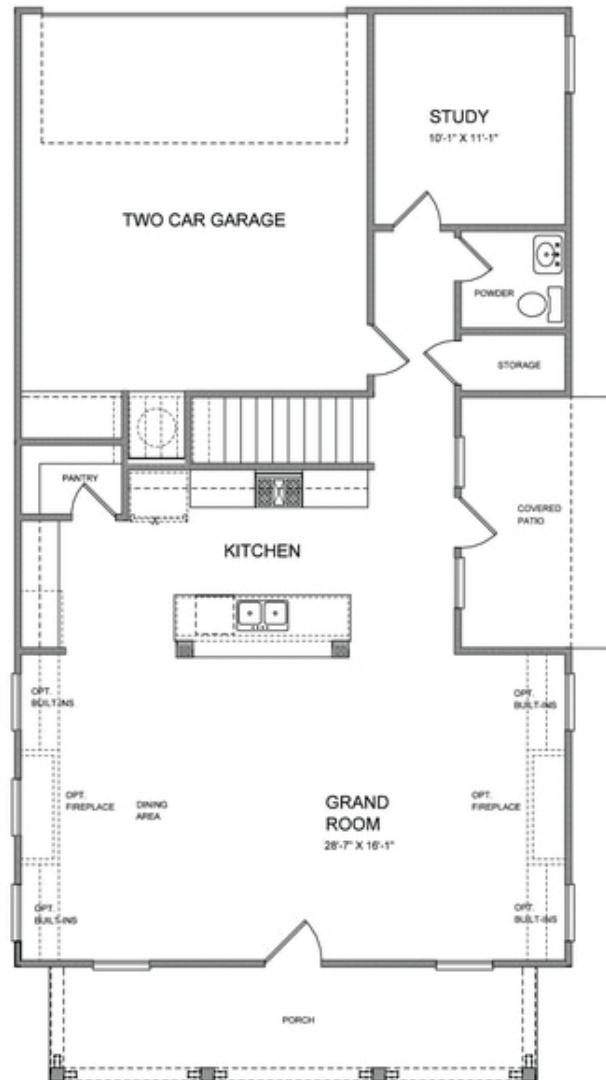 STUDY
10'-1" X 11'-1"
TWO CAR GARAGE
POWDER
STORAGE
PANTRY
COVERED
PATIO
KITCHEN
OPT.
BUILT-INS
OPT.
BUILT-INS
OPT.
FIREPLACE
DINING
AREA
GRAND
ROOM
28'-7" X 16'-1"
OPT.
FIREPLACE
OPT.
BUILT-INS
OPT.
BUILT-INS
PORCH